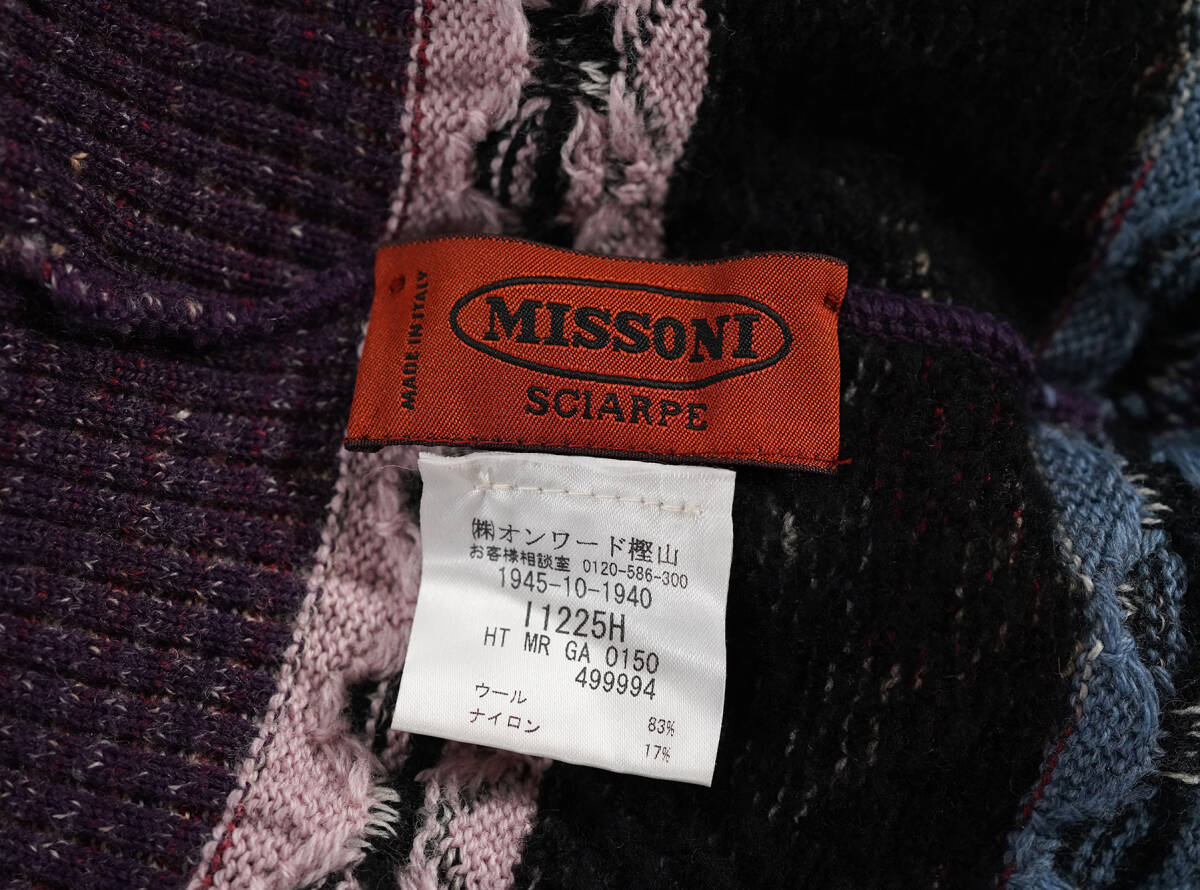 MADE IN ITALY
MISSONI
SCIARPE
㈱オンワード樫山
お客様相談室 0120-586-300
1945-10-1940
I1225H
HT MR GA 0150
499994
ウール 83%
ナイロン 17%